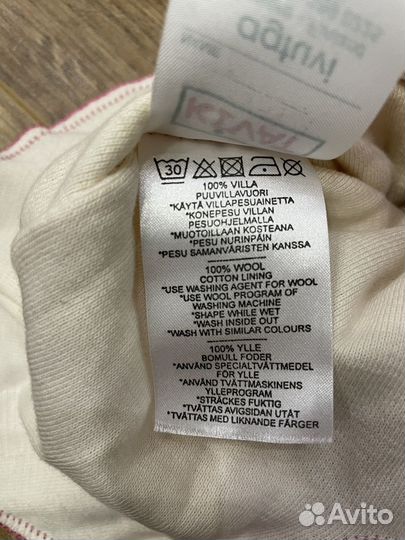 aɡtuvi
KIVAT
30
100% VILLA
PUUVILLAVUORI
*KÄYTÄ VILLAPESUAINETTA
*KONEPESU VILLAN
PESUOHJELMALLA
*MUOTOILLAAN KOSTEANA
*PESU NURINPÄIN
*PESU SAMANVÄRISTEN KANSSA
100% WOOL
COTTON LINING
*USE WASHING AGENT FOR WOOL
*USE WOOL PROGRAM OF
WASHING MACHINE
*SHAPE WHILE WET
*WASH INSIDE OUT
*WASH WITH SIMILAR COLOURS
100% YLLE
BOMULL FODER
*ANVÄND SPECIALTVÄTTMEDEL
FÖR YLLE
*ANVÄND TVÄTTMASKINENS
YLLEPROGRAM
*STRÄCKES FUKTIG
*TVÄTTAS AVIGSIDAN UTÅT
*TVÄTTAS MED LIKNANDE FÄRGER
Avito